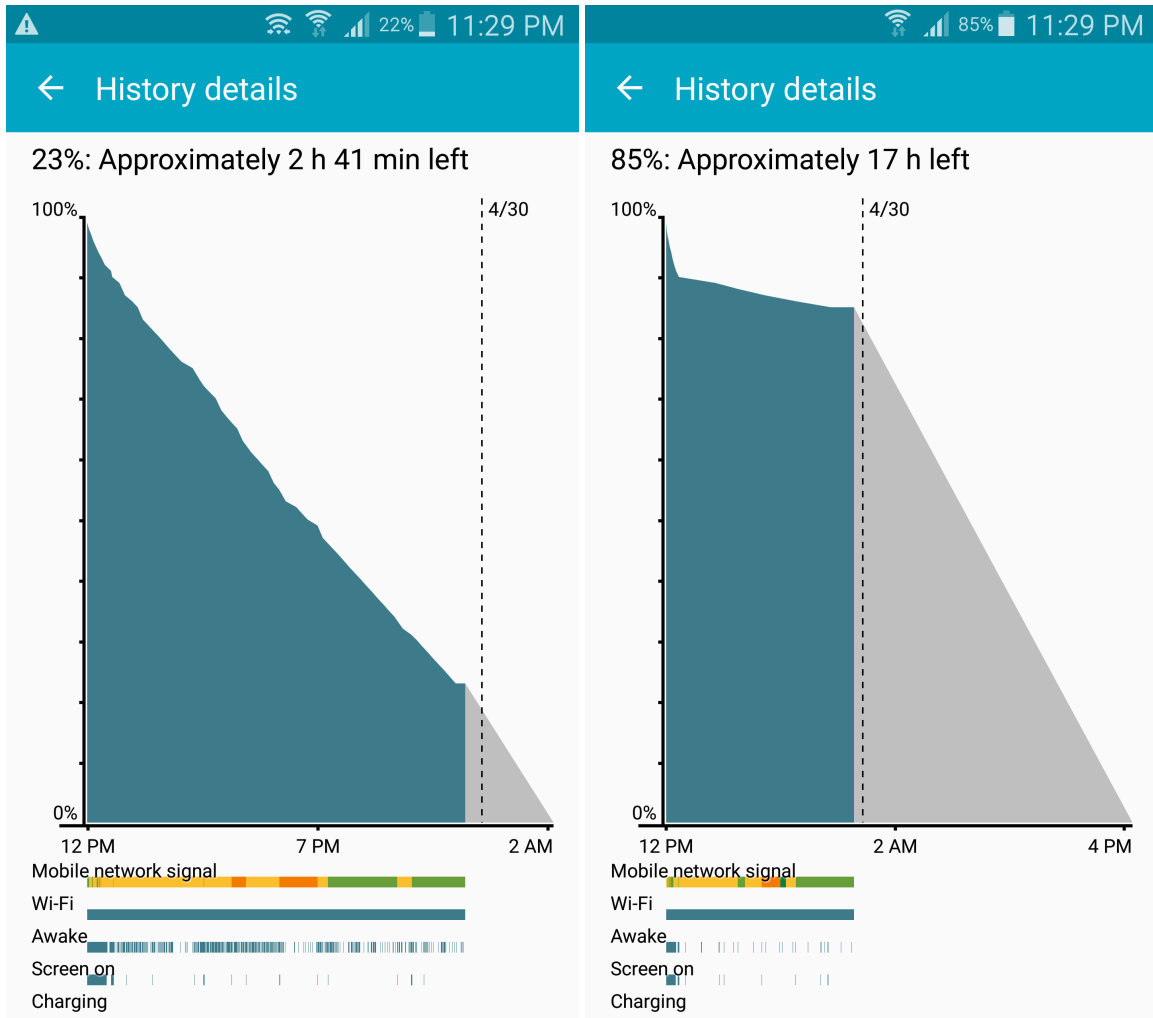 22% 11:29 PM
History details
23%: Approximately 2 h 41 min left
100%
4/30
0%
12 PM 7 PM 2 AM
Mobile network signal
Wi-Fi
Awake
Screen on
Charging
85% 11:29 PM
History details
85%: Approximately 17 h left
100%
4/30
0%
12 PM 2 AM 4 PM
Mobile network signal
Wi-Fi
Awake
Screen on
Charging